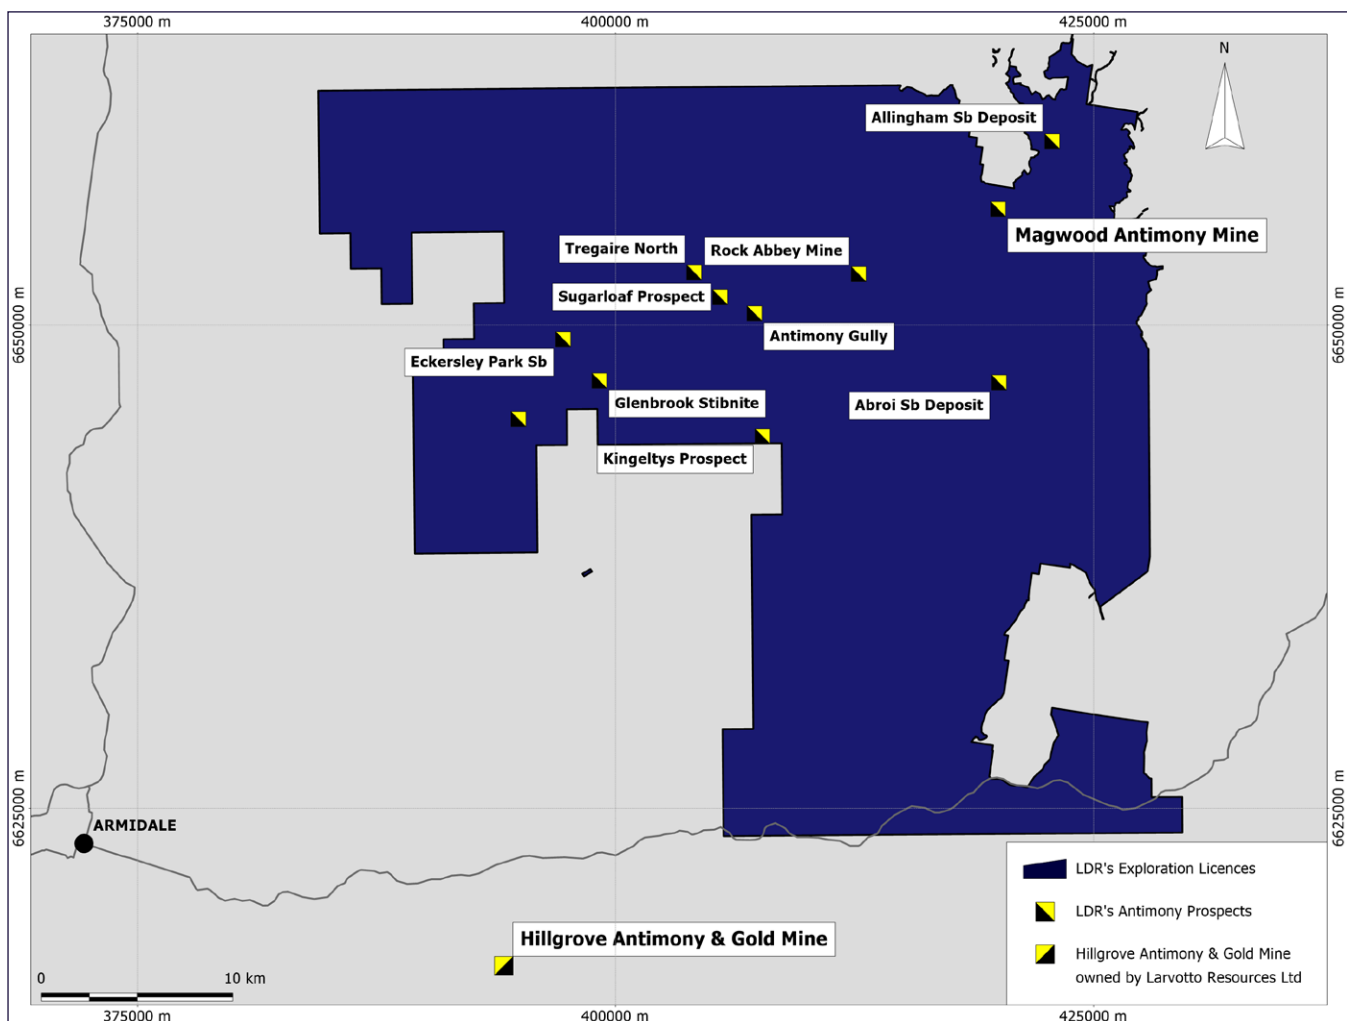 375000 m
400000 m
425000 m
N
Allingham Sb Deposit
Magwood Antimony Mine
Tregaire North
Rock Abbey Mine
Sugarloaf Prospect
6650000 m
6650000 m
Antimony Gully
Eckersley Park Sb
Glenbrook Stibnite
Abroi Sb Deposit
Kingeltys Prospect
6625000 m
6625000 m
ARMIDALE
LDR's Exploration Licences
LDR's Antimony Prospects
Hillgrove Antimony & Gold Mine
Hillgrove Antimony & Gold Mine
owned by Larvotto Resources Ltd
0
10 km
375000 m
400000 m
425000 m